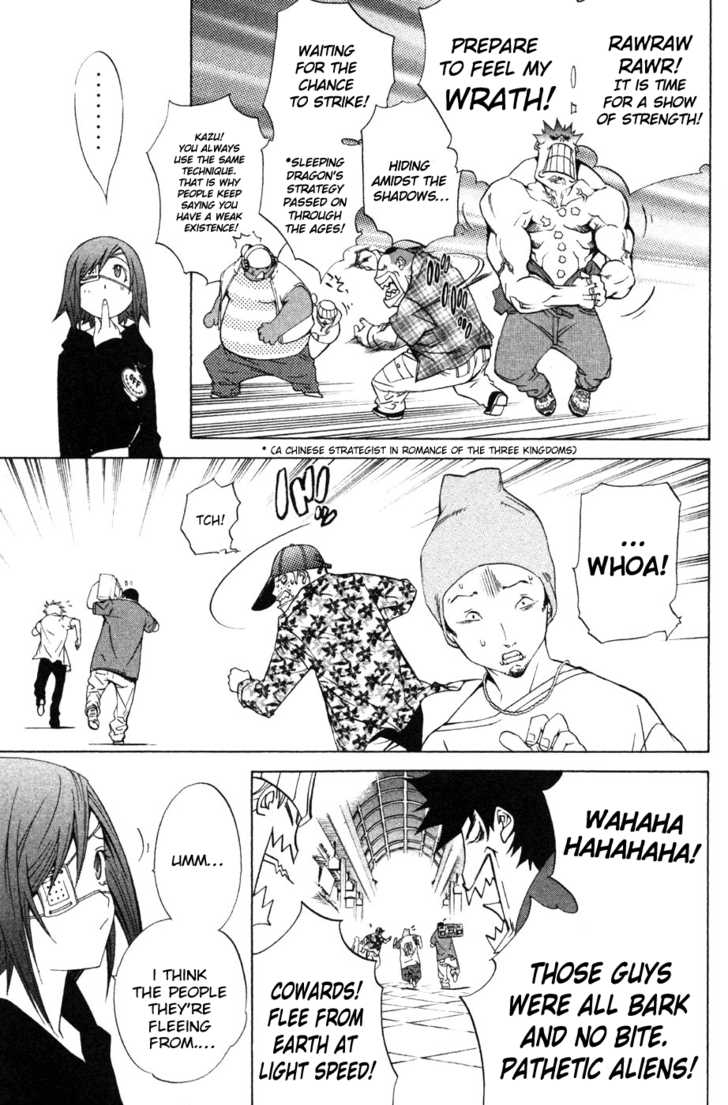 RAWRAW
RAWR!
IT IS TIME
FOR A SHOW
OF STRENGTH!
PREPARE
TO FEEL MY
WRATH!
WAITING
FOR THE
CHANCE
TO STRIKE!
HIDING
AMIDST THE
SHADOWS...
*SLEEPING
DRAGON'S
STRATEGY
PASSED ON
THROUGH
THE AGES!
KAZU!
YOU ALWAYS
USE THE SAME
TECHNIQUE.
THAT IS WHY
PEOPLE KEEP
SAYING YOU
HAVE A WEAK
EXISTENCE!
.......
* (A CHINESE STRATEGIST IN ROMANCE OF THE THREE KINGDOMS)
...
WHOA!
TCH!
WAHAHA
HAHAHAHA!
THOSE GUYS
WERE ALL BARK
AND NO BITE.
PATHETIC ALIENS!
COWARDS!
FLEE FROM
EARTH AT
LIGHT SPEED!
UMM...
I THINK
THE PEOPLE
THEY'RE
FLEEING
FROM....